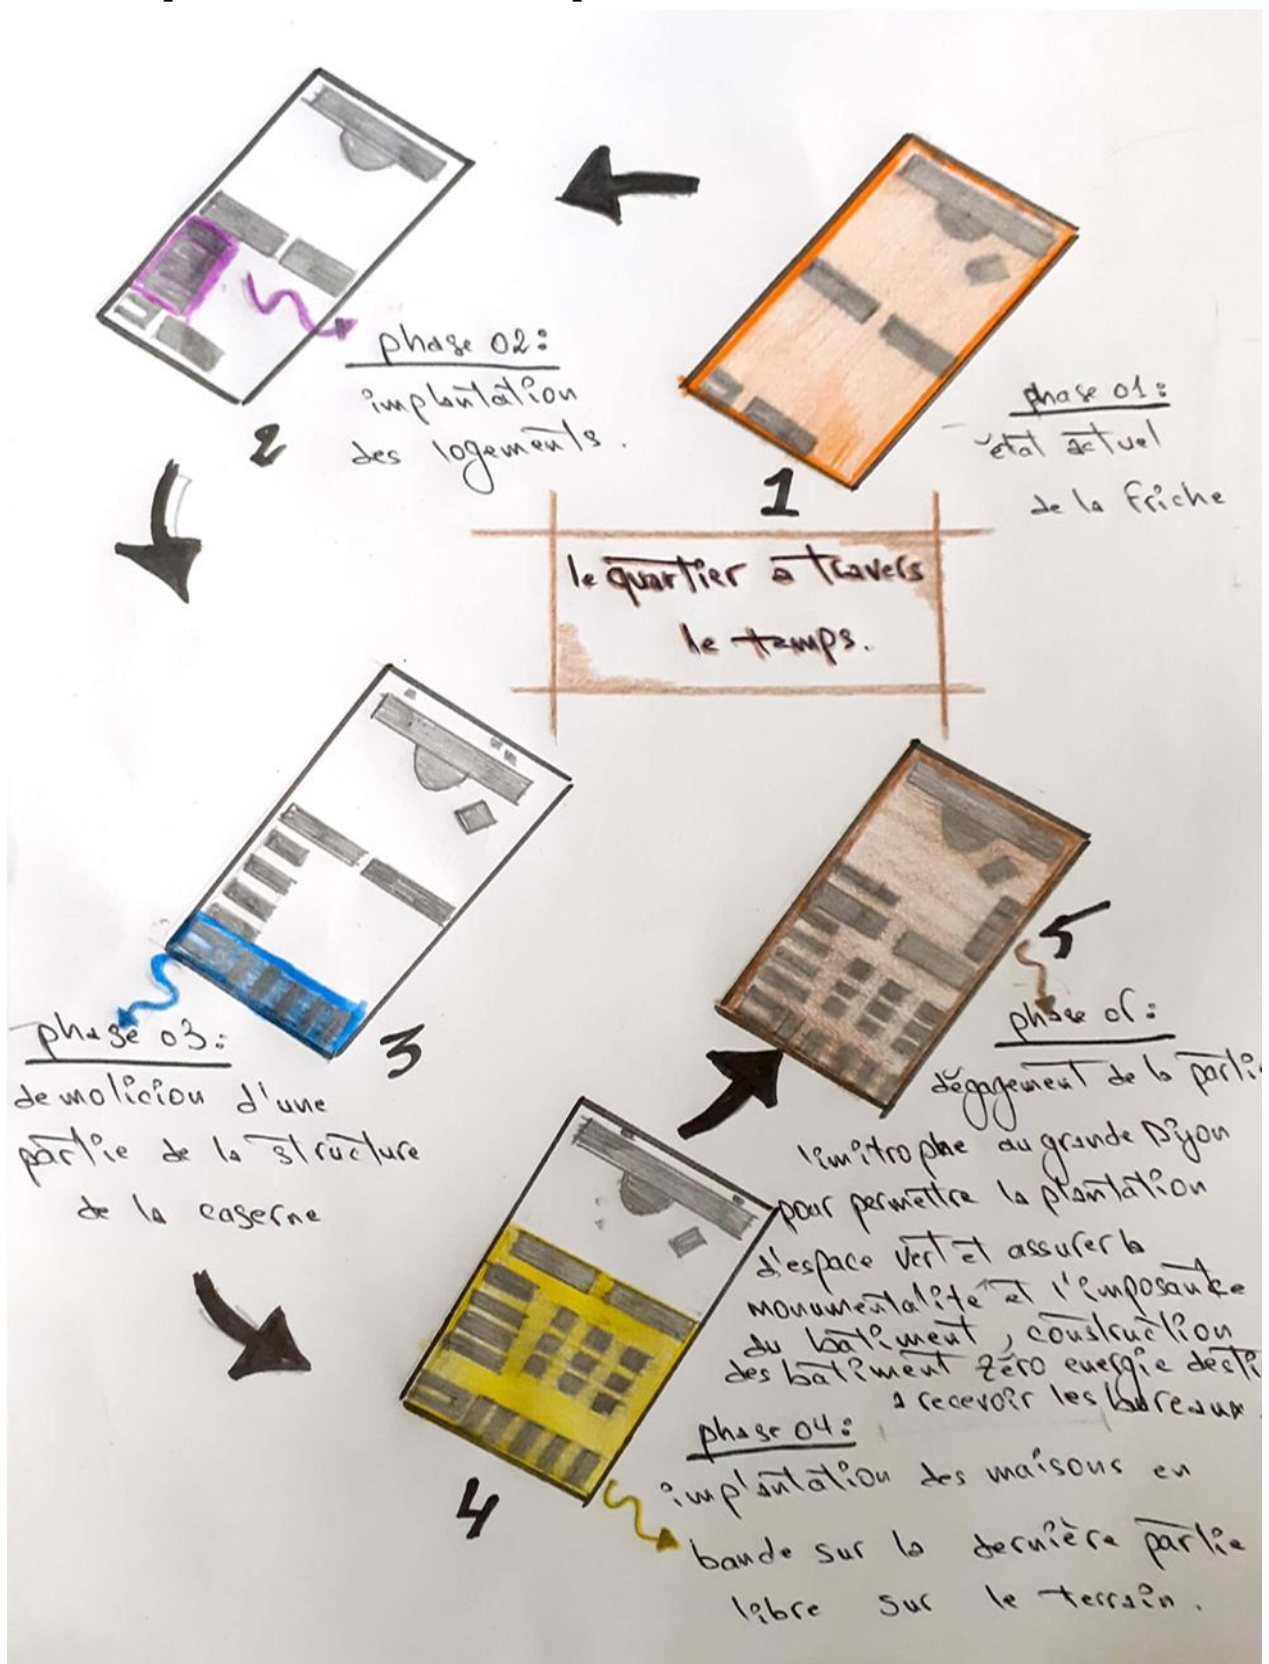 phase 01:
état actuel
de la friche
1
phase 02:
implantation
des logements.
2
le quartier a travers
le temps.
phase 03:
demolicion d'une
partie de la structure
de la caserne
3
5
phase 05:
dégagement de la partie
limitrophe au grande Dijon
pour permettre la plantation
d'espace vert et assurer la
monumentalité et l'imposante
du bâtiment, construction
des batiment zéro energie desti
a recevoir les bureaux
4
phase 04:
implantation des maisons en
bande sur la dernière partie
libre sur le terrain.